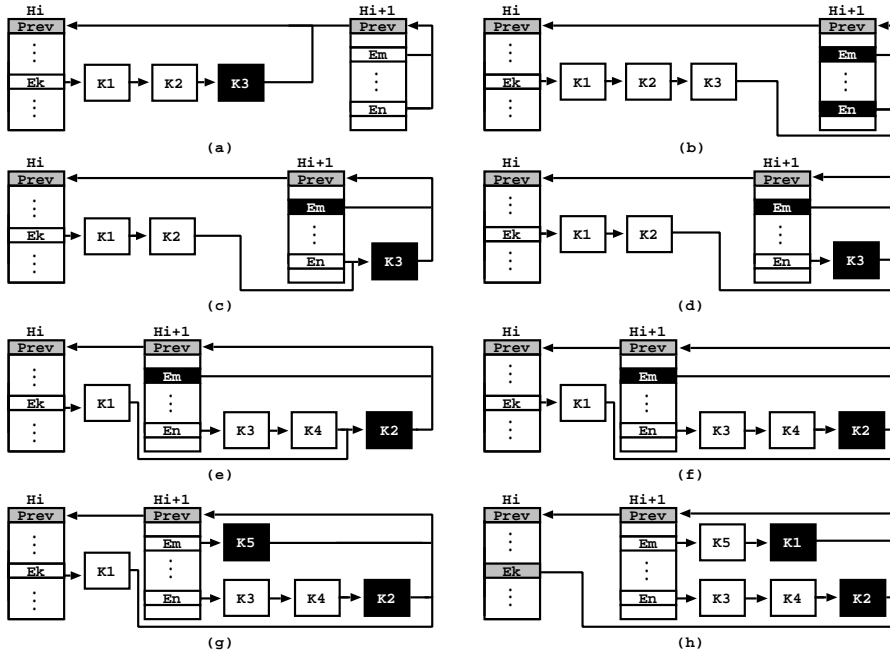 Hi Hi+1
Prev Prev
Em
Ek K1 K2 K3
En
(a)
Hi Hi+1
Prev Prev
Em
Ek K1 K2 K3
En
(b)
Hi Hi+1
Prev Prev
Em
Ek K1 K2
En K3
(c)
Hi Hi+1
Prev Prev
Em
Ek K1 K2
En K3
(d)
Hi Hi+1
Prev Prev
Em
Ek K1
En K3 K4 K2
(e)
Hi Hi+1
Prev Prev
Em
Ek K1
En K3 K4 K2
(f)
Hi Hi+1
Prev Prev
Em K5
Ek K1
En K3 K4 K2
(g)
Hi Hi+1
Prev Prev
Em K5 K1
Ek
En K3 K4 K2
(h)